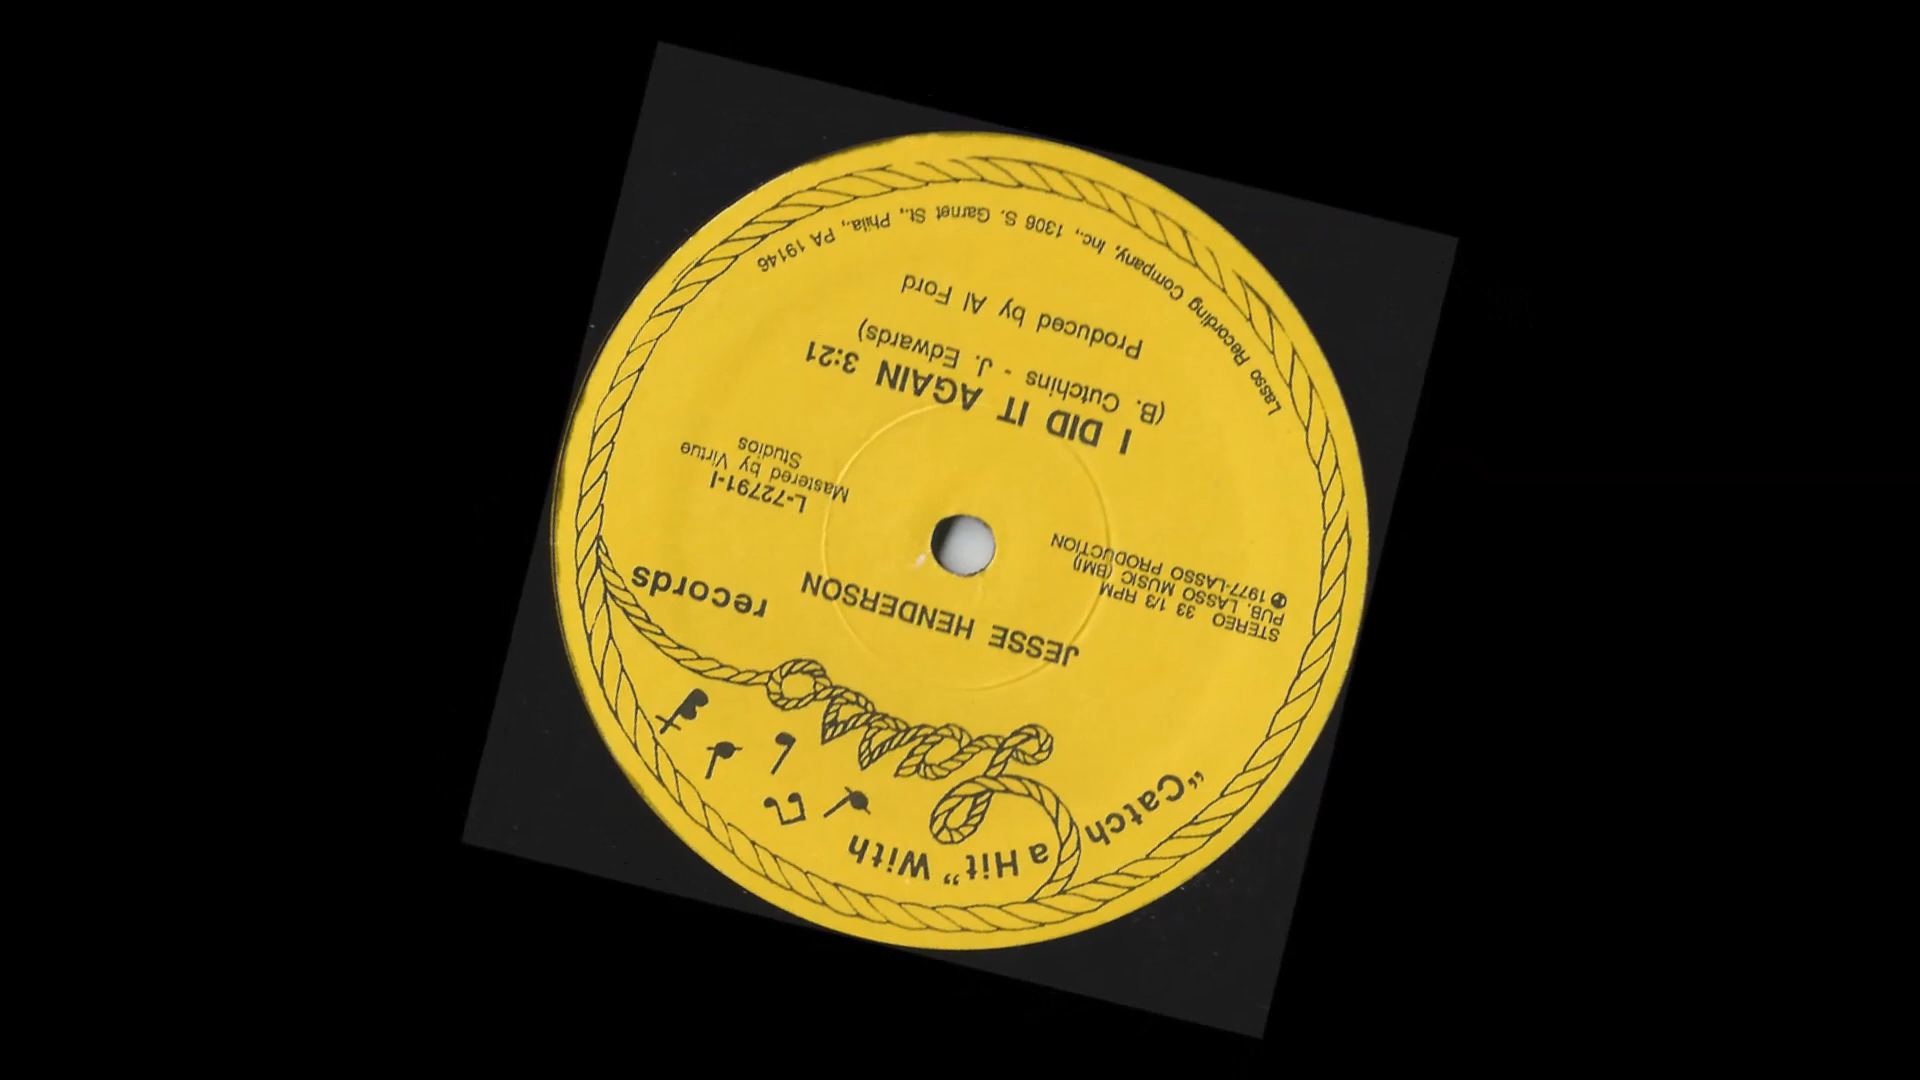 “Catch a Hit” With
Lasso
records
JESSE HENDERSON
STEREO 33 1/3 RPM
PUB. LASSO MUSIC (BMI)
℗1977-LASSO PRODUCTION
L-72791-I
Mastered by Virtue
Studios
I DID IT AGAIN 3:21
(B. Cutchins - J. Edwards)
Produced by Al Ford
Lasso Recording Company, Inc., 1306 S. Garnet St., Phila., PA 19146